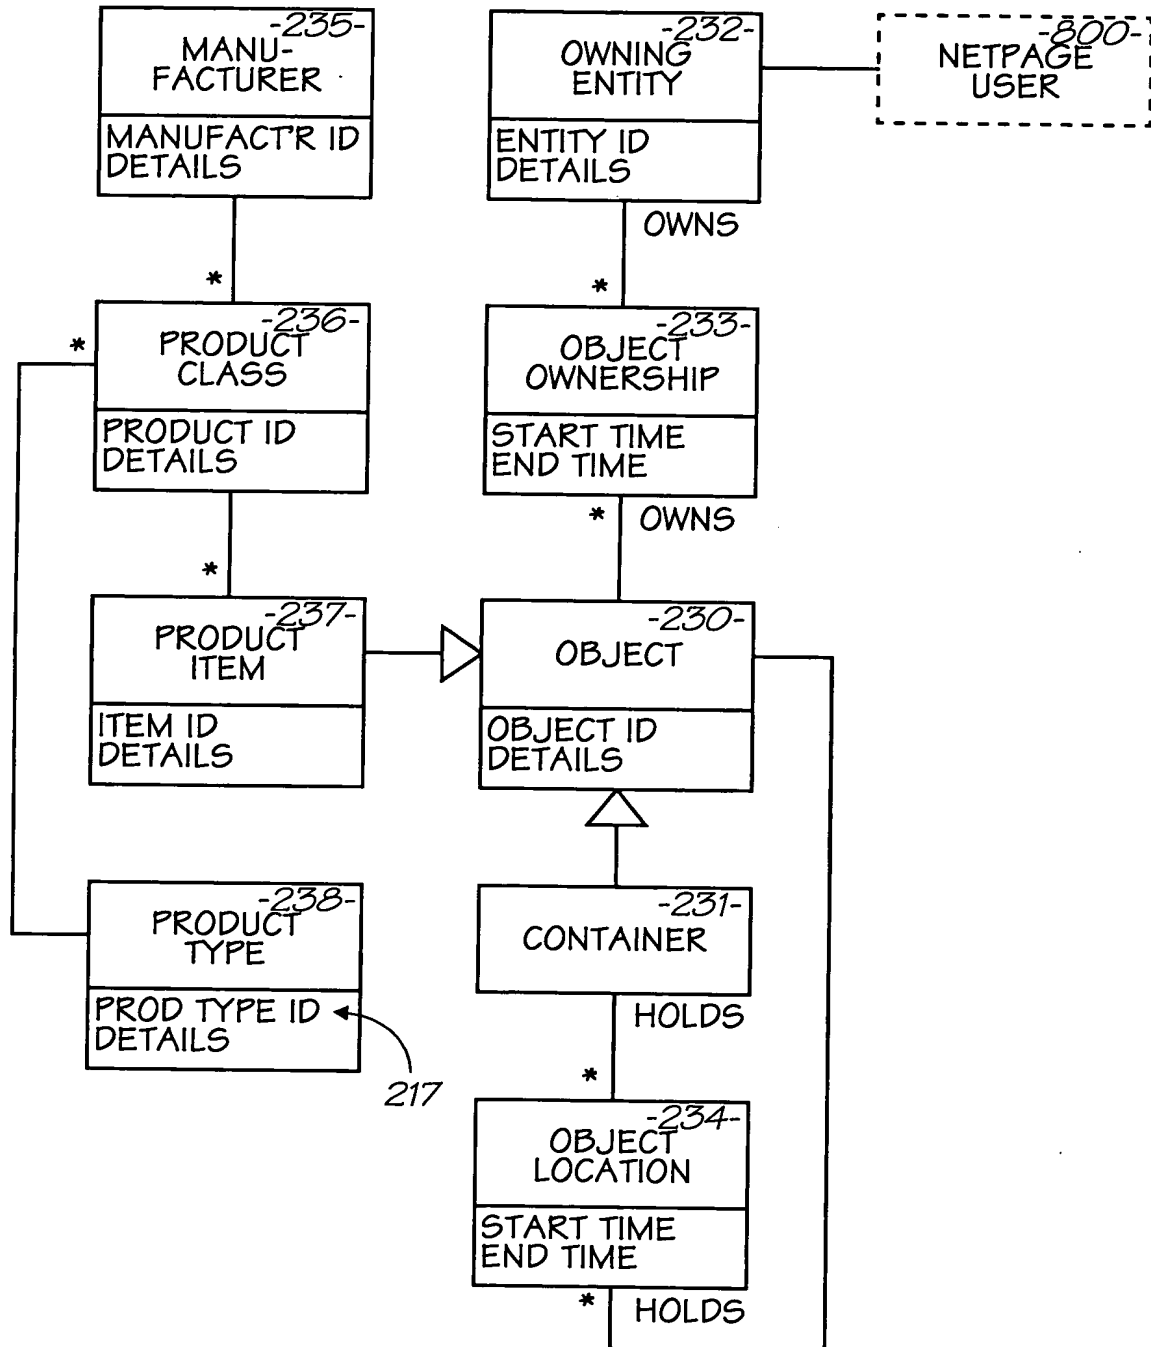 -235-
MANU-
FACTURER
MANUFACT'R ID
DETAILS
-232-
OWNING
ENTITY
ENTITY ID
DETAILS
-800-
NETPAGE
USER
OWNS
*
*
-236-
PRODUCT
CLASS
PRODUCT ID
DETAILS
*
-233-
OBJECT
OWNERSHIP
START TIME
END TIME
* OWNS
*
-237-
PRODUCT
ITEM
ITEM ID
DETAILS
-230-
OBJECT
OBJECT ID
DETAILS
-238-
PRODUCT
TYPE
PROD TYPE ID
DETAILS
217
-231-
CONTAINER
HOLDS
*
-234-
OBJECT
LOCATION
START TIME
END TIME
* HOLDS